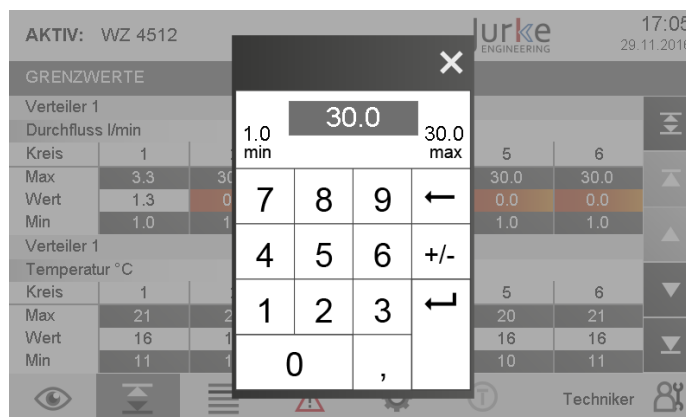 AKTIV: WZ 4512
Jurke
ENGINEERING
17:05
29.11.2016
GRENZWERTE
Verteiler 1
Durchfluss l/min
Kreis 1 5 6
Max 3.3 30.0 30.0
Wert 1.3 0.0 0.0
Min 1.0 1.0 1.0
Verteiler 1
Temperatur °C
Kreis 1 5 6
Max 21 20 21
Wert 16 16 16
Min 11 10 11
30.0
1.0 30.0
min max
7 8 9 ←
4 5 6 +/-
1 2 3
0 ,
T Techniker